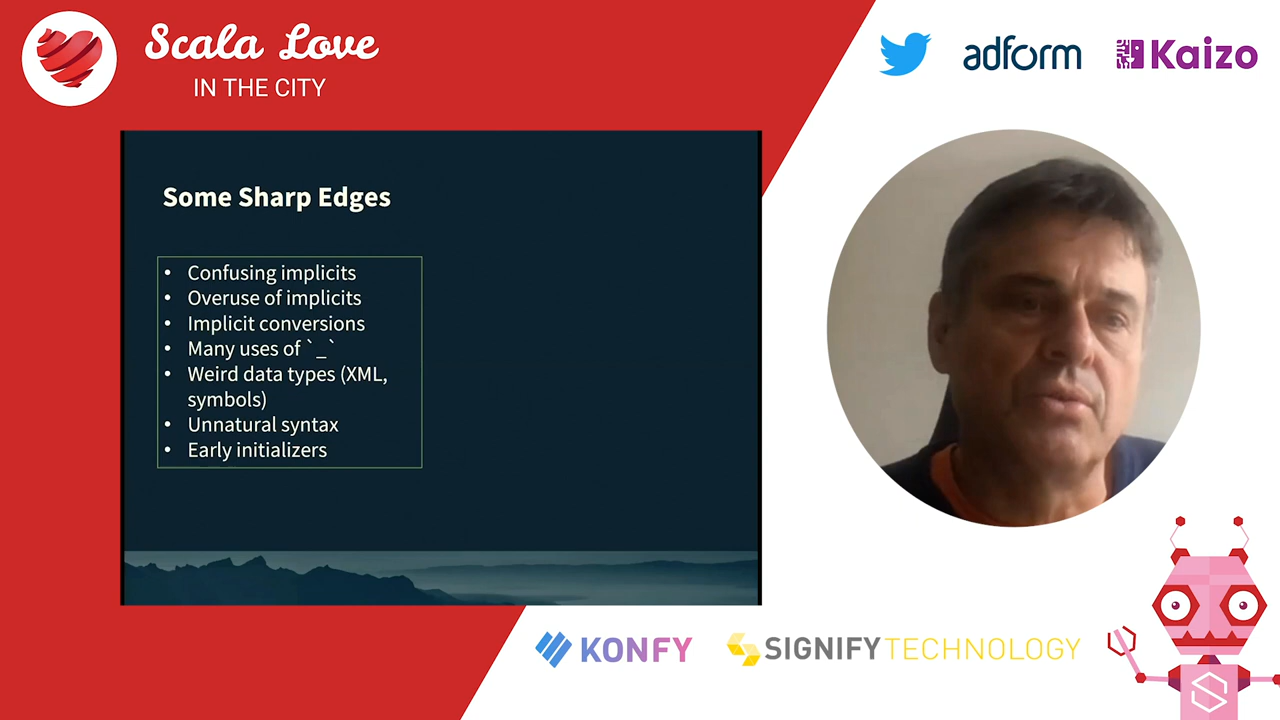 Scala Love
IN THE CITY
adform
Kaizo
Some Sharp Edges
• Confusing implicits
• Overuse of implicits
• Implicit conversions
• Many uses of `_`
• Weird data types (XML,
symbols)
• Unnatural syntax
• Early initializers
KONFY
SIGNIFYTECHNOLOGY
S